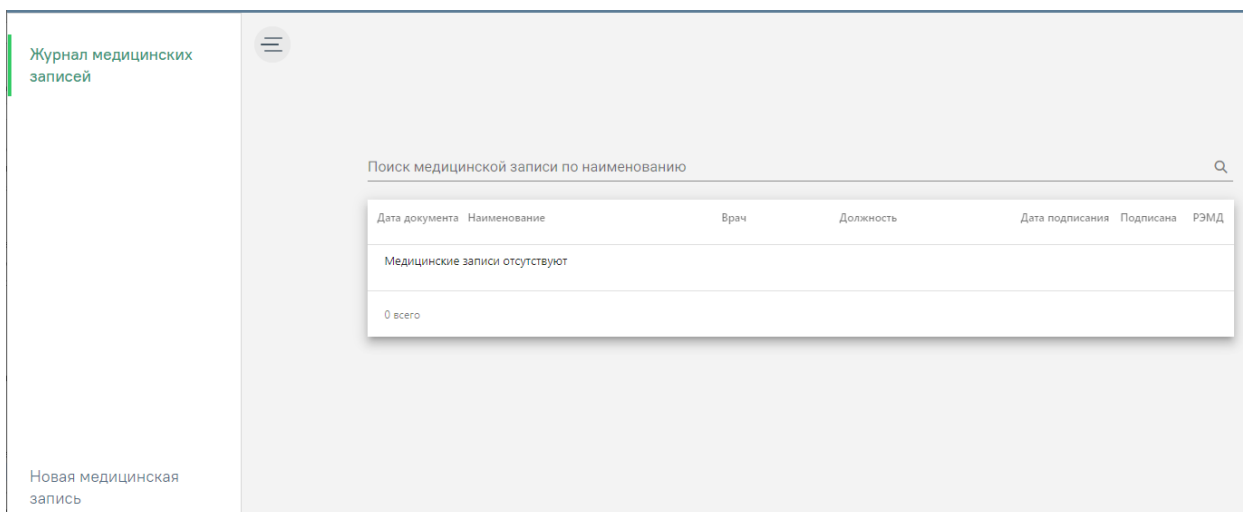 Журнал медицинских
записей
Поиск медицинской записи по наименованию
Дата документа Наименование Врач Должность Дата подписания Подписана РЭМД
Медицинские записи отсутствуют
0 всего
Новая медицинская
запись